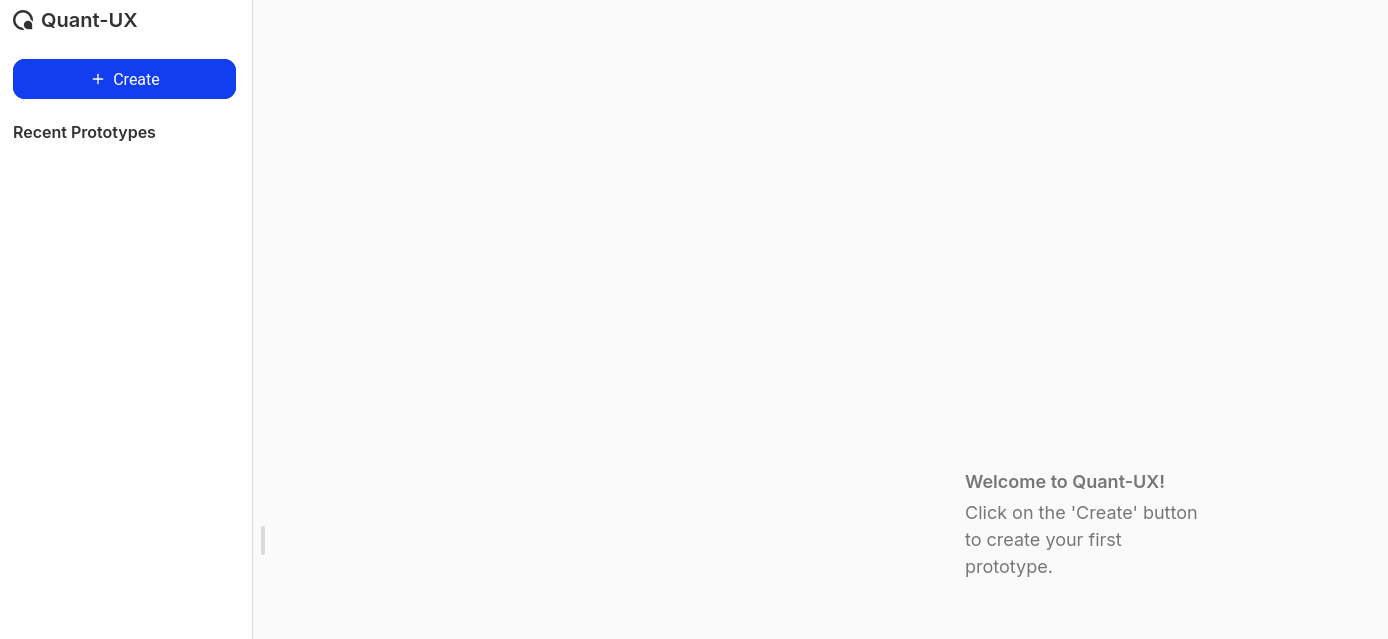 Quant-UX
Create
Recent Prototypes
Welcome to Quant-UX!
Click on the 'Create' button
to create your first
prototype.